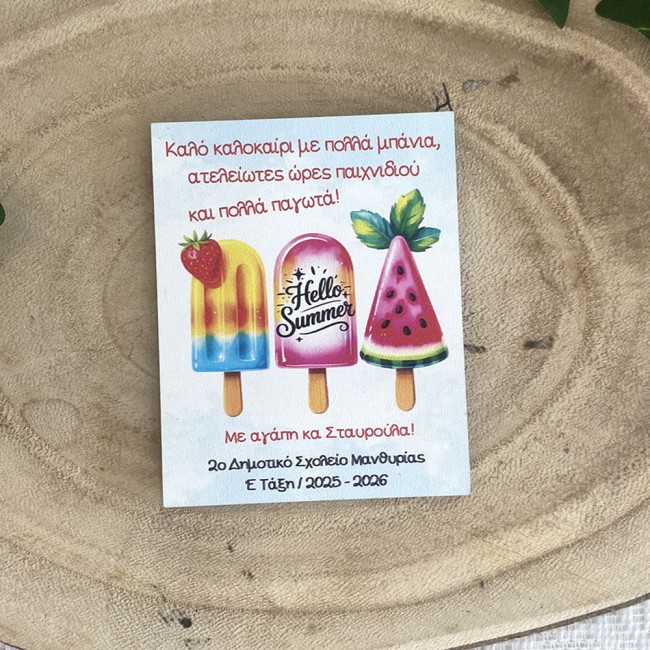 Καλό καλοκαίρι με πολλά μπάνια,
ατελείωτες ώρες παιχνιδιού
και πολλά παγωτά!
Hello
Summer
Με αγάπη κα Σταυρούλα!
2ο Δημοτικό Σχολείο Μανθυρίας
Έ Τάξη / 2025 - 2026